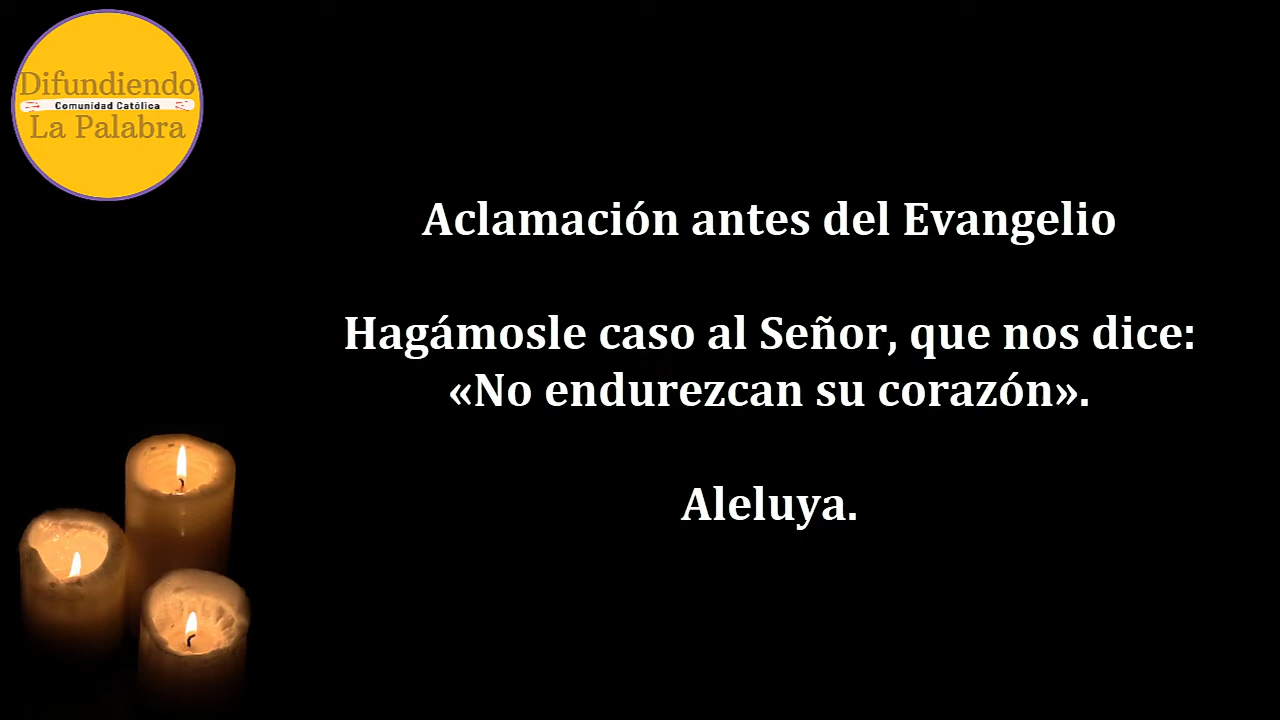 Difundiendo
Comunidad Católica
La Palabra
Aclamación antes del Evangelio
Hagámosle caso al Señor, que nos dice:
«No endurezcan su corazón».
Aleluya.